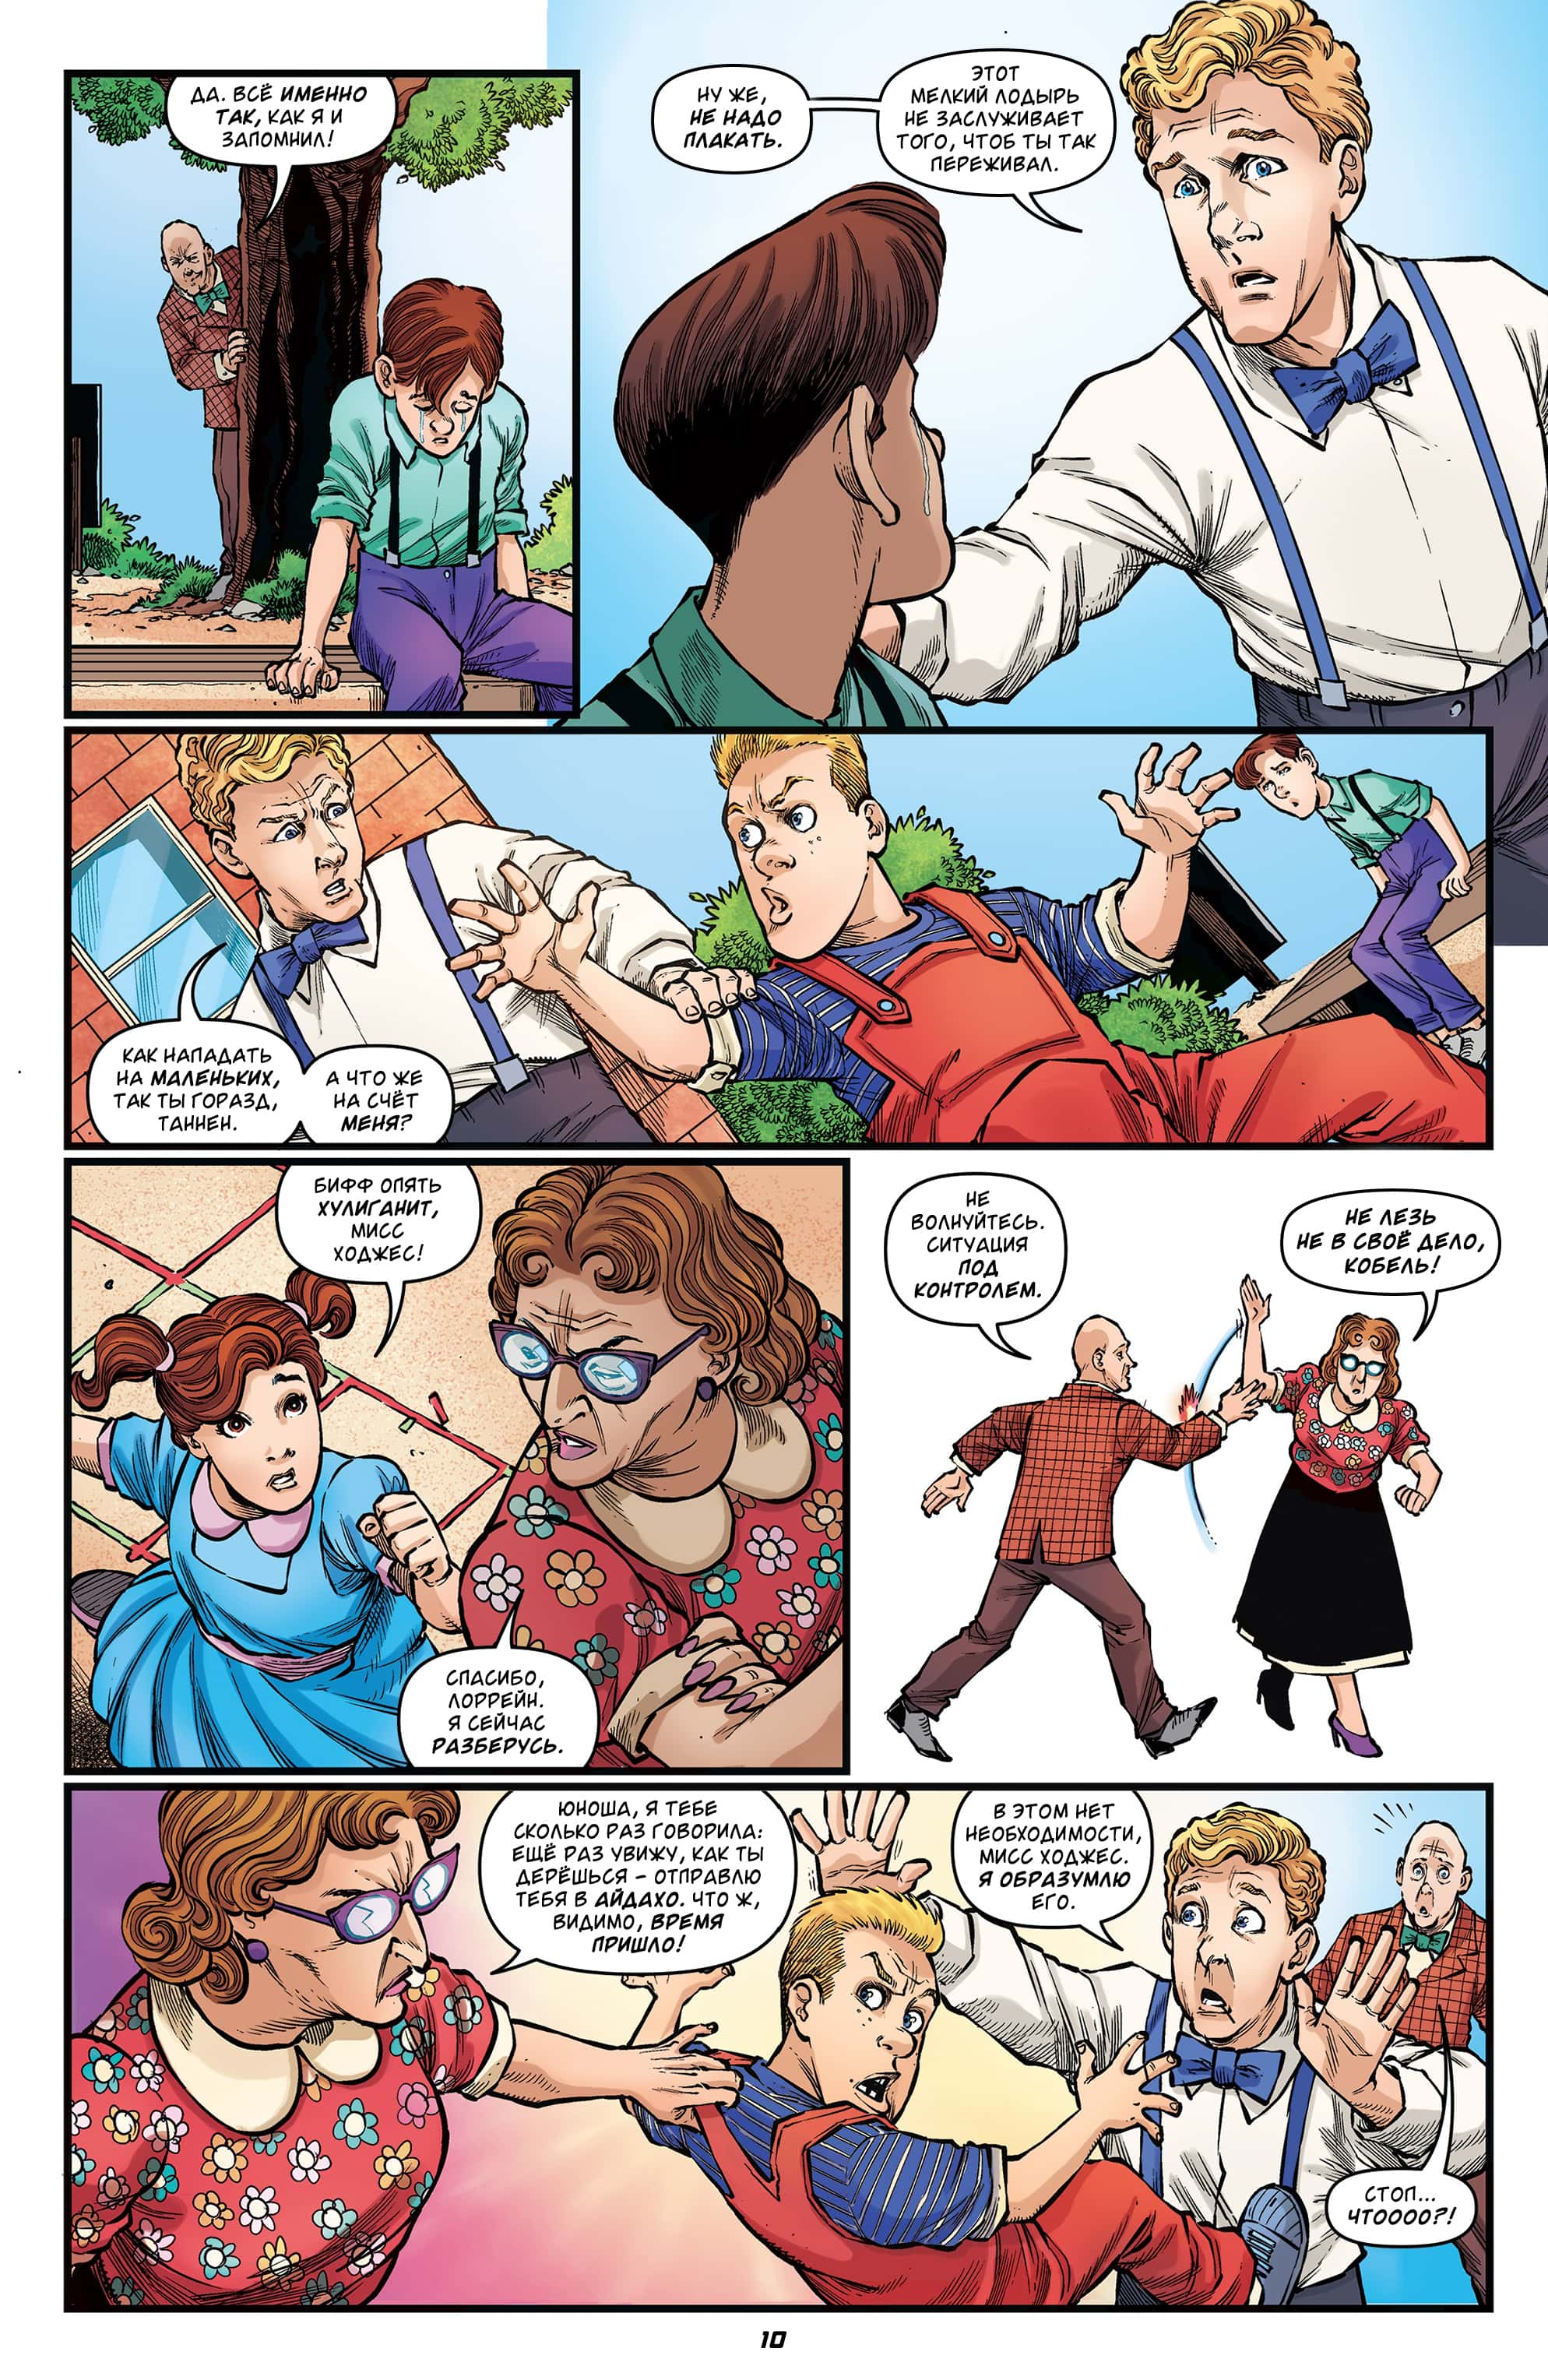 ДА. ВСЁ ИМЕННО
ТАК, КАК Я И
ЗАПОМНИЛ!
НУ ЖЕ,
НЕ НАДО
ПЛАКАТЬ.
ЭТОТ
МЕЛКИЙ ЛОДЫРЬ
НЕ ЗАСЛУЖИВАЕТ
ТОГО, ЧТОБ ТЫ ТАК
ПЕРЕЖИВАЛ.
КАК НАПАДАТЬ
НА МАЛЕНЬКИХ,
ТАК ТЫ ГОРАЗД,
ТАННЕН.
А ЧТО ЖЕ
НА СЧЁТ
МЕНЯ?
БИФФ ОПЯТЬ
ХУЛИГАНИТ,
МИСС
ХОДЖЕС!
СПАСИБО,
ЛОРРЕЙН.
Я СЕЙЧАС
РАЗБЕРУСЬ.
НЕ
ВОЛНУЙТЕСЬ.
СИТУАЦИЯ
ПОД
КОНТРОЛЕМ.
НЕ ЛЕЗЬ
НЕ В СВОЁ ДЕЛО,
КОБЕЛЬ!
ЮНОША, Я ТЕБЕ
СКОЛЬКО РАЗ ГОВОРИЛА:
ЕЩЁ РАЗ УВИЖУ, КАК ТЫ
ДЕРЁШЬСЯ – ОТПРАВЛЮ
ТЕБЯ В АЙДАХО. ЧТО Ж,
ВИДИМО, ВРЕМЯ
ПРИШЛО!
В ЭТОМ НЕТ
НЕОБХОДИМОСТИ,
МИСС ХОДЖЕС.
Я ОБРАЗУМЛЮ
ЕГО.
СТОП...
ЧТОООО?!
10